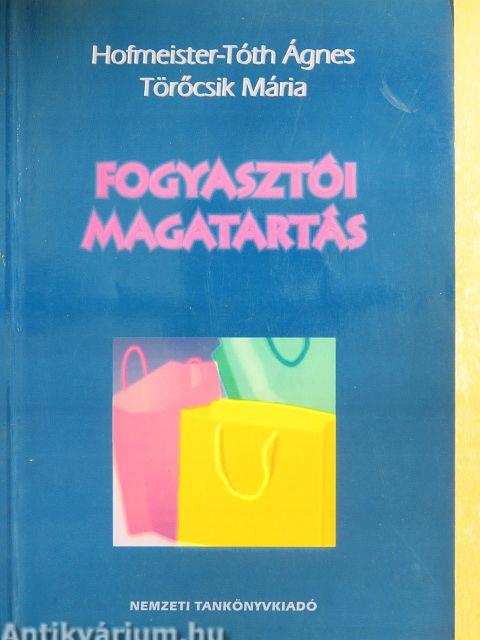 Hofmeister-Tóth Ágnes
Törőcsik Mária
FOGYASZTÓI
MAGATARTÁS
NEMZETI TANKÖNYVKIADÓ
Antikvárium.hu